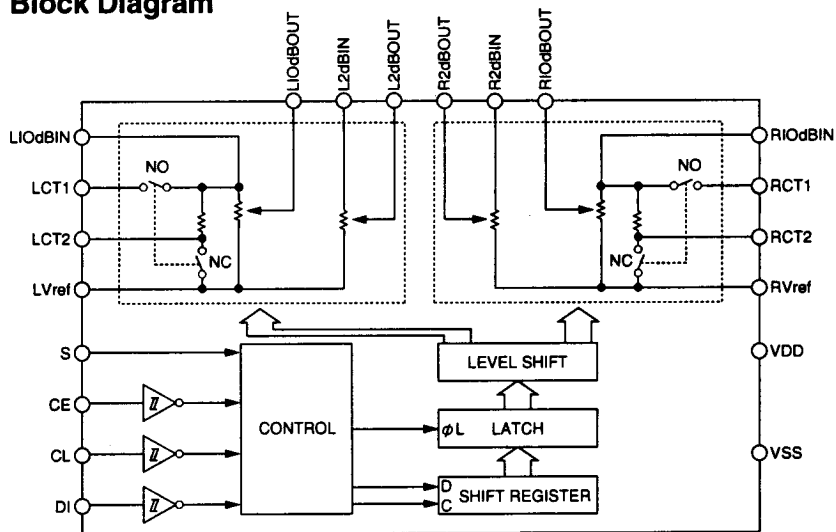 Block Diagram
LIOdBOUT
L2dBIN
L2dBOUT
R2dBOUT
R2dBIN
RIOdBOUT
LIOdBIN
RIOdBIN
NO
NO
LCT1
RCT1
LCT2
RCT2
NC
NC
LVref
RVref
S
LEVEL SHIFT
VDD
CE
CONTROL
φL LATCH
CL
VSS
D
SHIFT REGISTER
DI
C